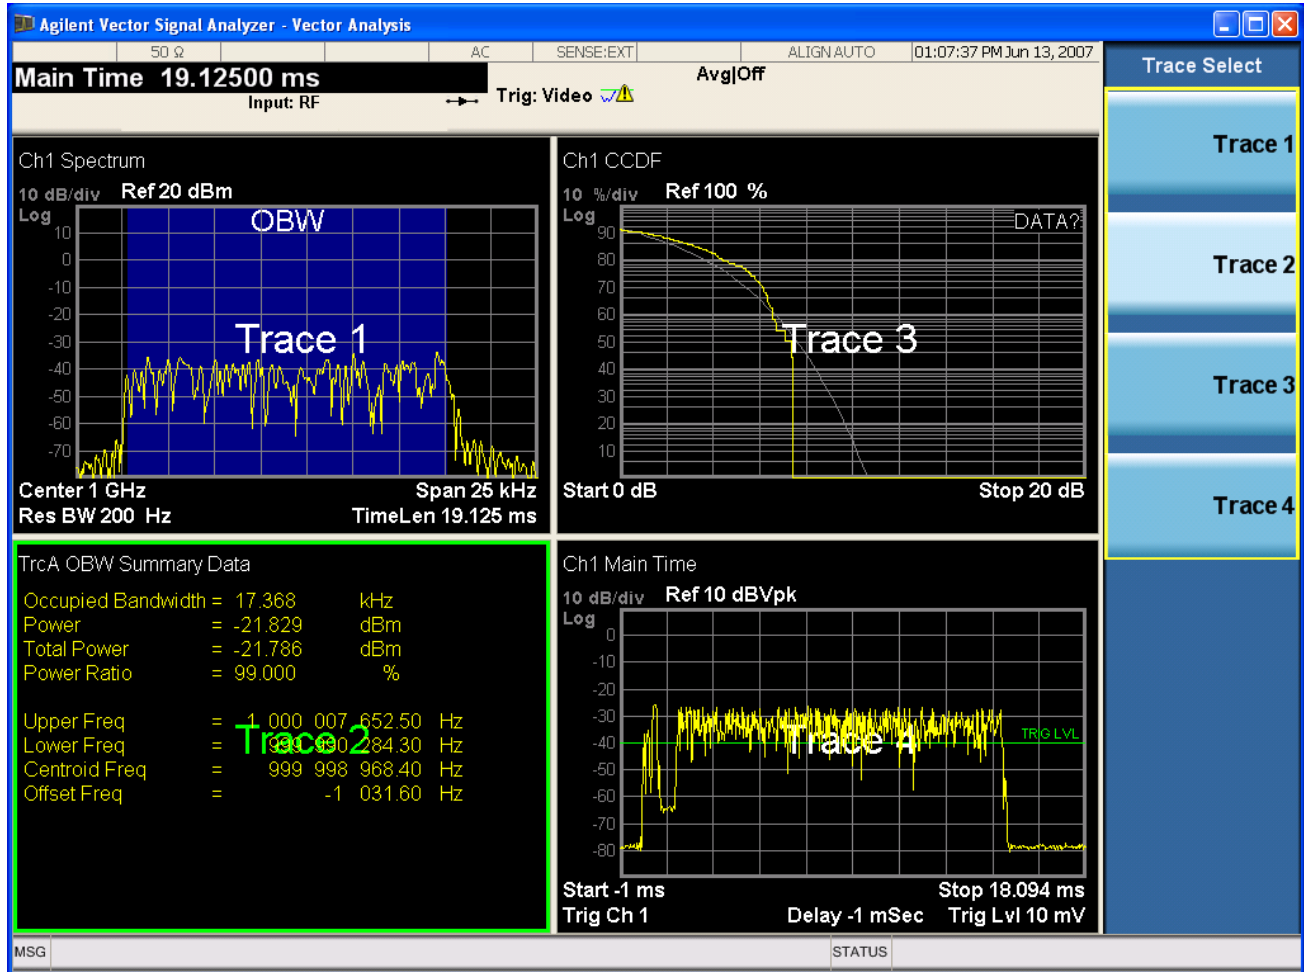 Agilent Vector Signal Analyzer - Vector Analysis
50 Ω AC SENSE:EXT ALIGN AUTO 01:07:37 PM Jun 13, 2007
Main Time 19.12500 ms
Input: RF
Trig: Video
Avg|Off
Trace Select
Trace 1
Trace 2
Trace 3
Trace 4
Ch1 Spectrum
10 dB/div Ref 20 dBm
Log
OBW
10
0
-10
-20
-30
-40
-50
-60
-70
Trace 1
Center 1 GHz Span 25 kHz
Res BW 200 Hz TimeLen 19.125 ms
Ch1 CCDF
10 %/div Ref 100 %
Log
DATA?
90
80
70
60
50
40
30
20
10
Trace 3
Start 0 dB Stop 20 dB
TrcA OBW Summary Data
Occupied Bandwidth = 17.368 kHz
Power = -21.829 dBm
Total Power = -21.786 dBm
Power Ratio = 99.000 %
Upper Freq = 1 000 007 652.50 Hz
Trace 2
Lower Freq = 999 990 284.30 Hz
Centroid Freq = 999 998 968.40 Hz
Offset Freq = -1 031.60 Hz
Ch1 Main Time
10 dB/div Ref 10 dBVpk
Log
0
-10
-20
-30
-40
-50
-60
-70
-80
TRIG LVL
Trace 4
Start -1 ms Stop 18.094 ms
Trig Ch 1 Delay -1 mSec Trig Lvl 10 mV
MSG STATUS